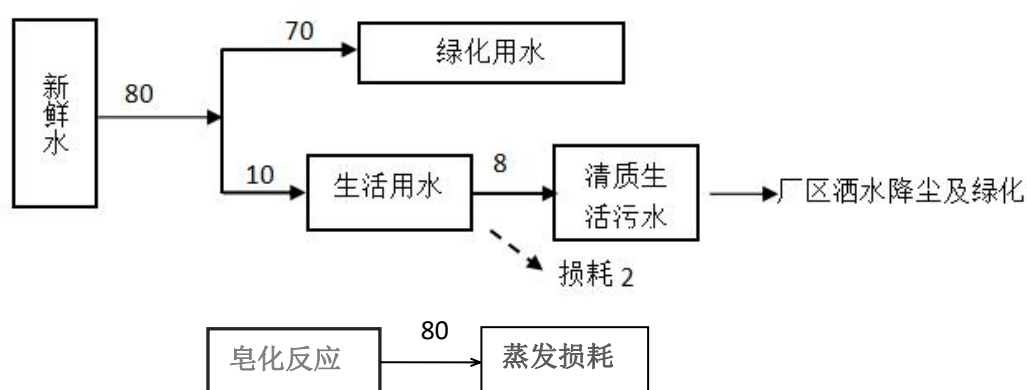 新鲜水
80
70
绿化用水
10
生活用水
8
清质生
活污水
厂区洒水降尘及绿化
损耗 2
皂化反应
80
蒸发损耗